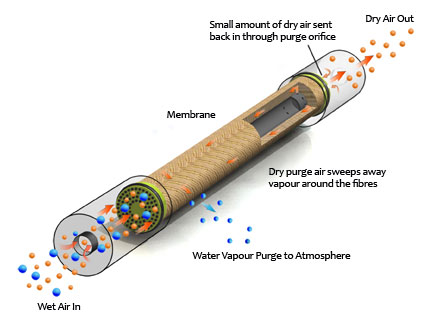 Dry Air Out
Small amount of dry air sent
back in through purge orifice
Membrane
Dry purge air sweeps away
vapour around the fibres
Water Vapour Purge to Atmosphere
Wet Air In